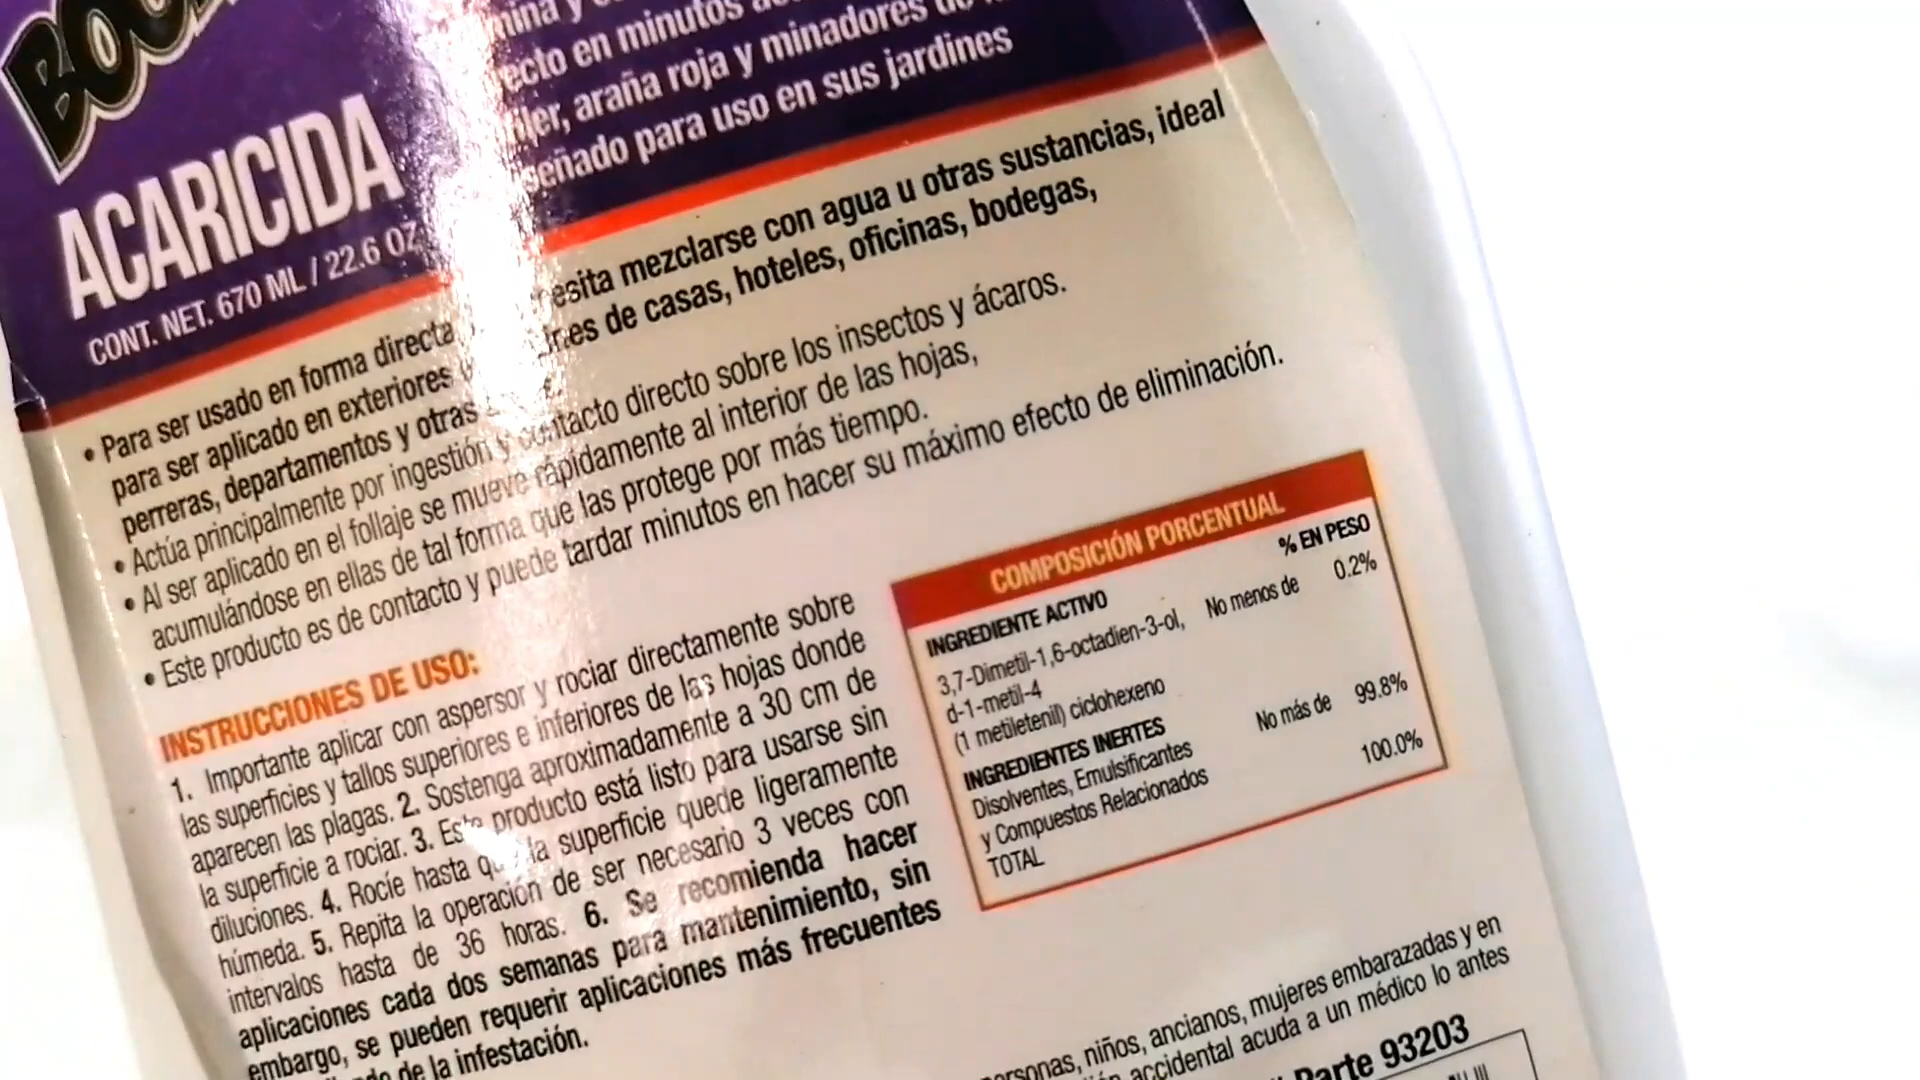 ACARICIDA
CONT. NET. 670 ML / 22.6 OZ
en minutos
araña roja y minadores
para uso en sus jardines
• Para ser usado en forma directa mezclarse con agua u otras sustancias, ideal
para ser aplicado en exteriores de casas, hoteles, oficinas, bodegas,
perreras, departamentos y otras
• Actúa principalmente por ingestión y contacto directo sobre los insectos y ácaros.
• Al ser aplicado en el follaje se mueve rápidamente al interior de las hojas,
acumulándose en ellas de tal forma que las protege por más tiempo.
• Este producto es de contacto y puede tardar minutos en hacer su máximo efecto de eliminación.
INSTRUCCIONES DE USO:
1. Importante aplicar con aspersor y rociar directamente sobre
las superficies y tallos superiores e inferiores de las hojas donde
aparecen las plagas. 2. Sostenga aproximadamente a 30 cm de
la superficie a rociar. 3. Este producto está listo para usarse sin
diluciones. 4. Rocíe hasta que la superficie quede ligeramente
húmeda. 5. Repita la operación de ser necesario 3 veces con
intervalos hasta de 36 horas. 6. Se recomienda hacer
aplicaciones cada dos semanas para mantenimiento, sin
embargo, se pueden requerir aplicaciones más frecuentes
de la infestación.
COMPOSICIÓN PORCENTUAL
% EN PESO
INGREDIENTE ACTIVO
3,7-Dimetil-1,6-octadien-3-ol, No menos de 0.2%
d-1-metil-4
(1 metiletenil) ciclohexeno
INGREDIENTES INERTES
Disolventes, Emulsificantes No más de 99.8%
y Compuestos Relacionados
TOTAL 100.0%
niños, ancianos, mujeres embarazadas y en
accidental acuda a un médico lo antes
Parte 93203